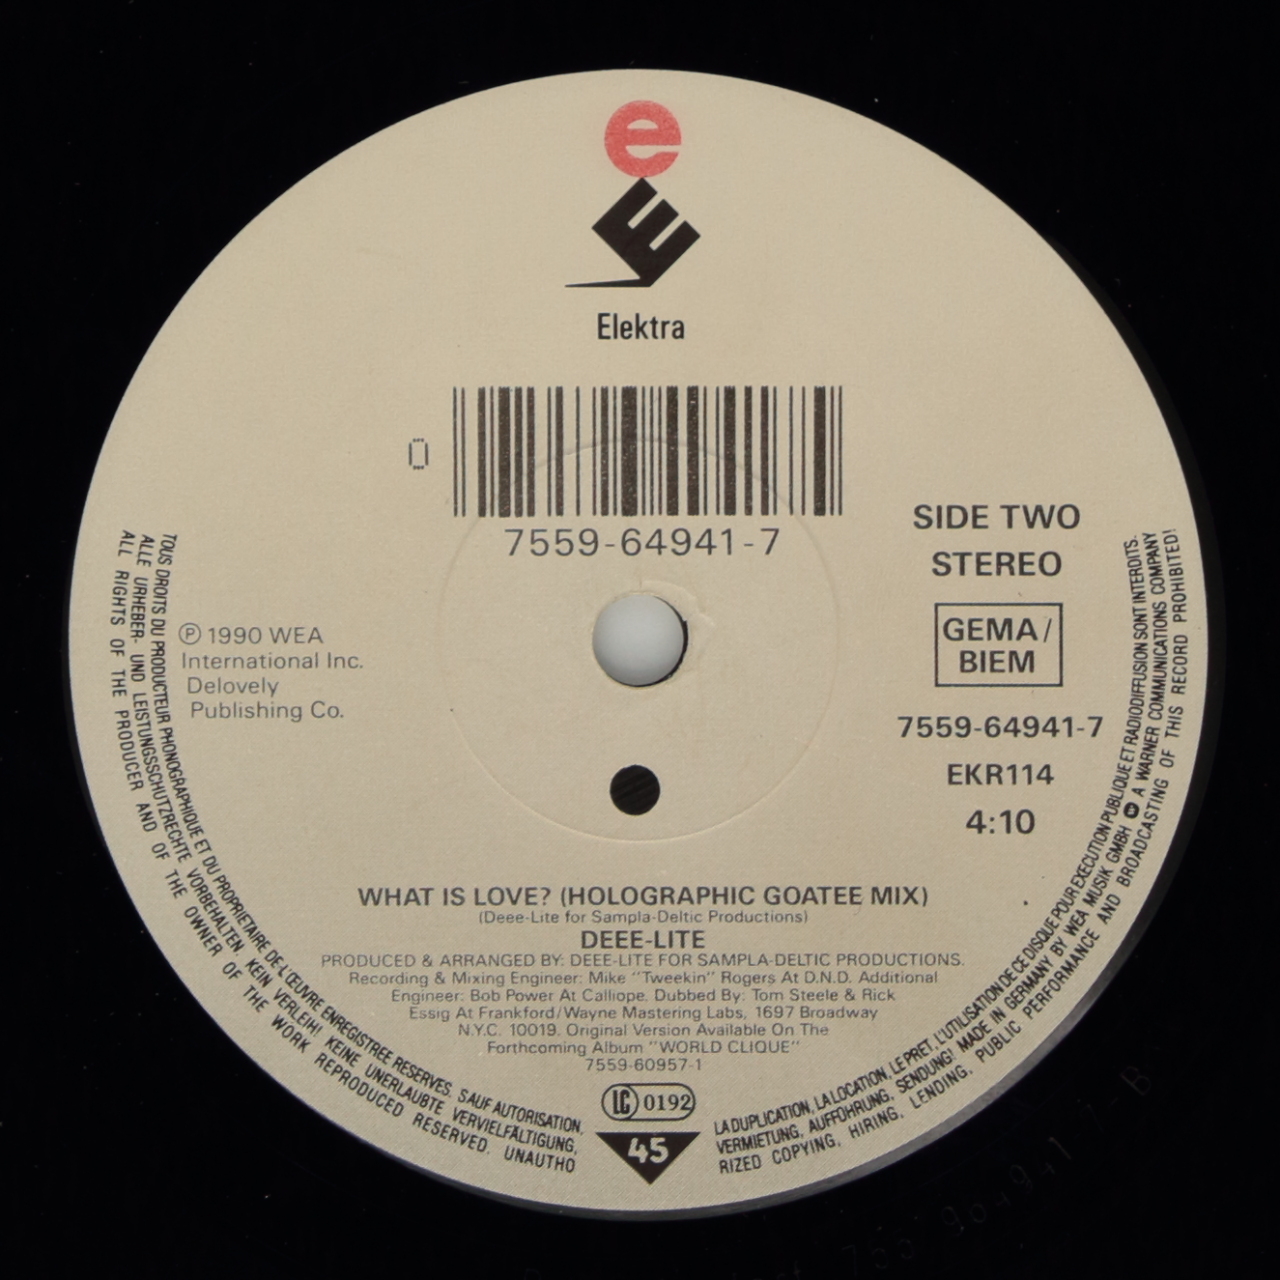 e
E
Elektra
0
7559-64941-7
SIDE TWO
STEREO
GEMA/
BIEM
7559-64941-7
EKR114
4:10
℗ 1990 WEA
International Inc.
Delovely
Publishing Co.
WHAT IS LOVE? (HOLOGRAPHIC GOATEE MIX)
(Deee-Lite for Sampla-Deltic Productions)
DEEE-LITE
PRODUCED & ARRANGED BY: DEEE-LITE FOR SAMPLA-DELTIC PRODUCTIONS.
Recording & Mixing Engineer: Mike "Tweekin" Rogers At D.N.D. Additional
Engineer: Bob Power At Calliope. Dubbed By: Tom Steele & Rick
Essig At Frankford/Wayne Mastering Labs, 1697 Broadway
N.Y.C. 10019. Original Version Available On The
Forthcoming Album "WORLD CLIQUE"
7559-60957-1
LC 0192
45
TOUS DROITS DU PRODUCTEUR PHONOGRAPHIQUE ET DU PROPRIETAIRE DE L'ŒUVRE ENREGISTREE RESERVES. SAUF AUTORISATION, LA DUPLICATION, LA LOCATION, LE PRET, L'UTILISATION DE CE DISQUE POUR EXECUTION PUBLIQUE ET RADIODIFFUSION SONT INTERDITS.
ALLE URHEBER- UND LEISTUNGSSCHUTZRECHTE VORBEHALTEN. KEIN VERLEIH! KEINE UNERLAUBTE VERVIELFÄLTIGUNG, VERMIETUNG, AUFFÜHRUNG, SENDUNG! MADE IN GERMANY BY WEA MUSIK GMBH A WARNER COMMUNICATIONS COMPANY
ALL RIGHTS OF THE PRODUCER AND OF THE OWNER OF THE WORK REPRODUCED RESERVED. UNAUTHORIZED COPYING, HIRING, LENDING, PUBLIC PERFORMANCE AND BROADCASTING OF THIS RECORD PROHIBITED!